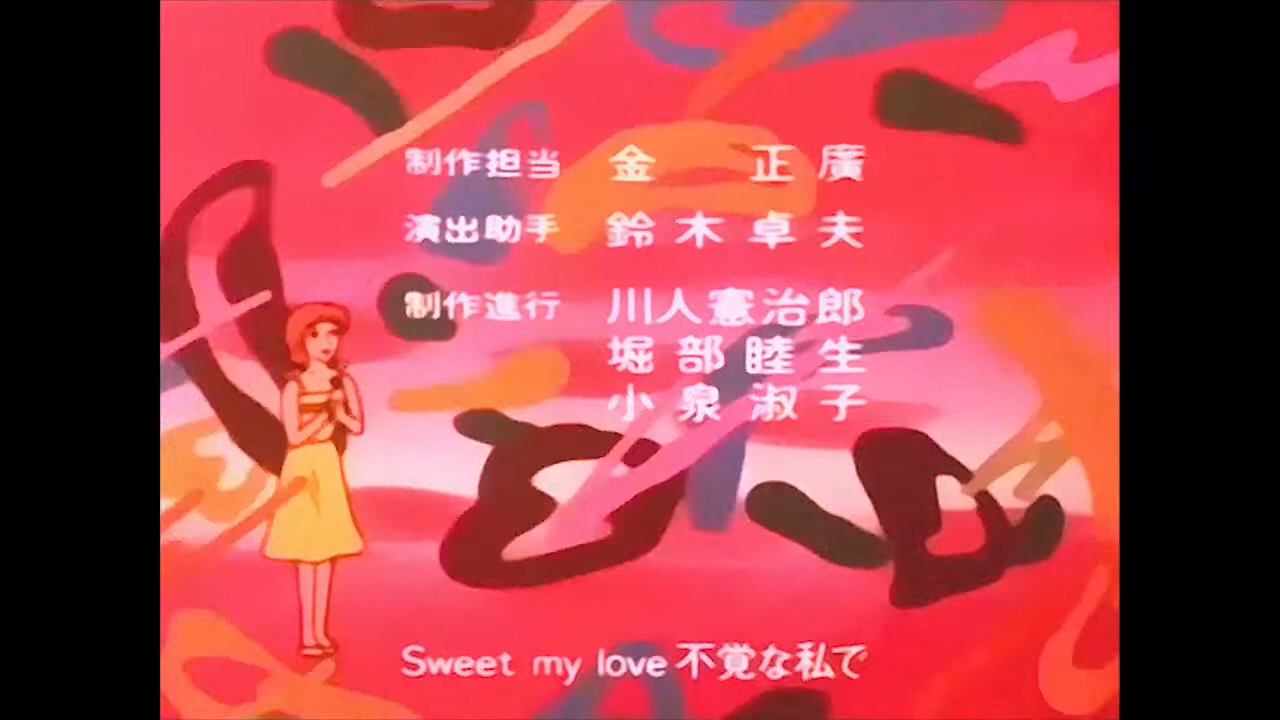 制作担当 金 正廣
演出助手 鈴木卓夫
制作進行 川人憲治郎
堀部睦生
小泉淑子
Sweet my love 不覚な私で